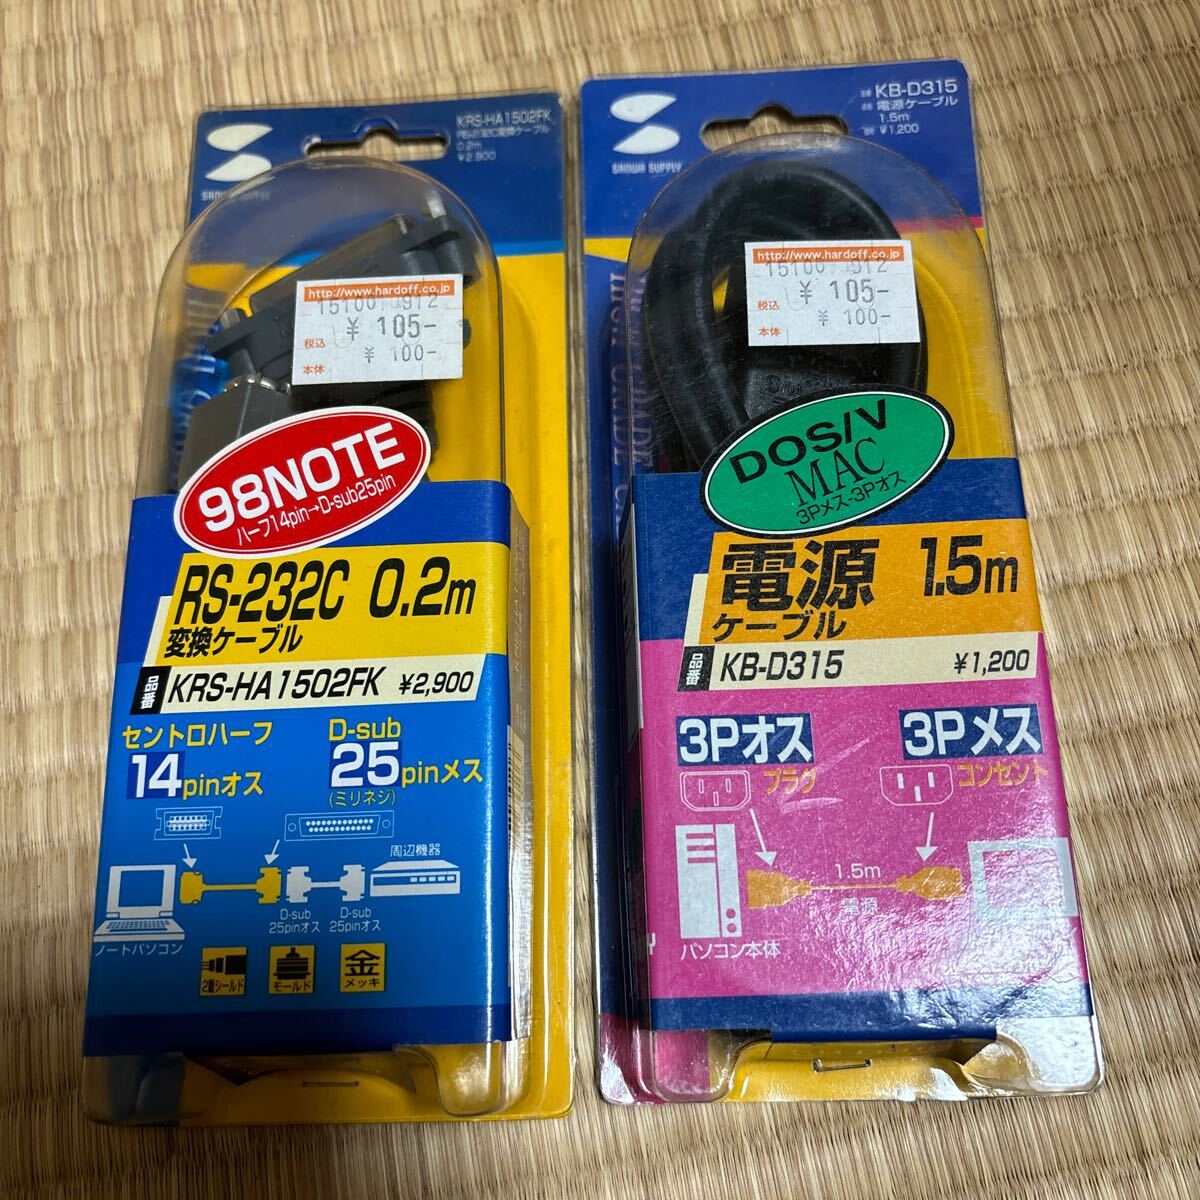 KRS-HA1502FK
RS-232C変換ケーブル
0.2m
¥2,900
SANWA SUPPLY
http://www.hardoff.co.jp
税込 ¥ 105-
本体 ¥ 100-
98NOTE
ハーフ14pin→D-sub25pin
RS-232C 0.2m
変換ケーブル
品番 KRS-HA1502FK ¥2,900
セントロハーフ
14pinオス
D-sub
25pinメス
(ミリネジ)
周辺機器
D-sub
25pinオス
D-sub
25pinオス
ノートパソコン
2重シールド
モールド
金
メッキ
KB-D315
電源ケーブル
1.5m
¥1,200
SANWA SUPPLY
http://www.hardoff.co.jp
税込 ¥ 105-
本体 ¥ 100-
DOS/V
MAC
3Pメス-3Pオス
電源 1.5m
ケーブル
品番 KB-D315 ¥1,200
3Pオス
プラグ
3Pメス
コンセント
1.5m
電源
パソコン本体